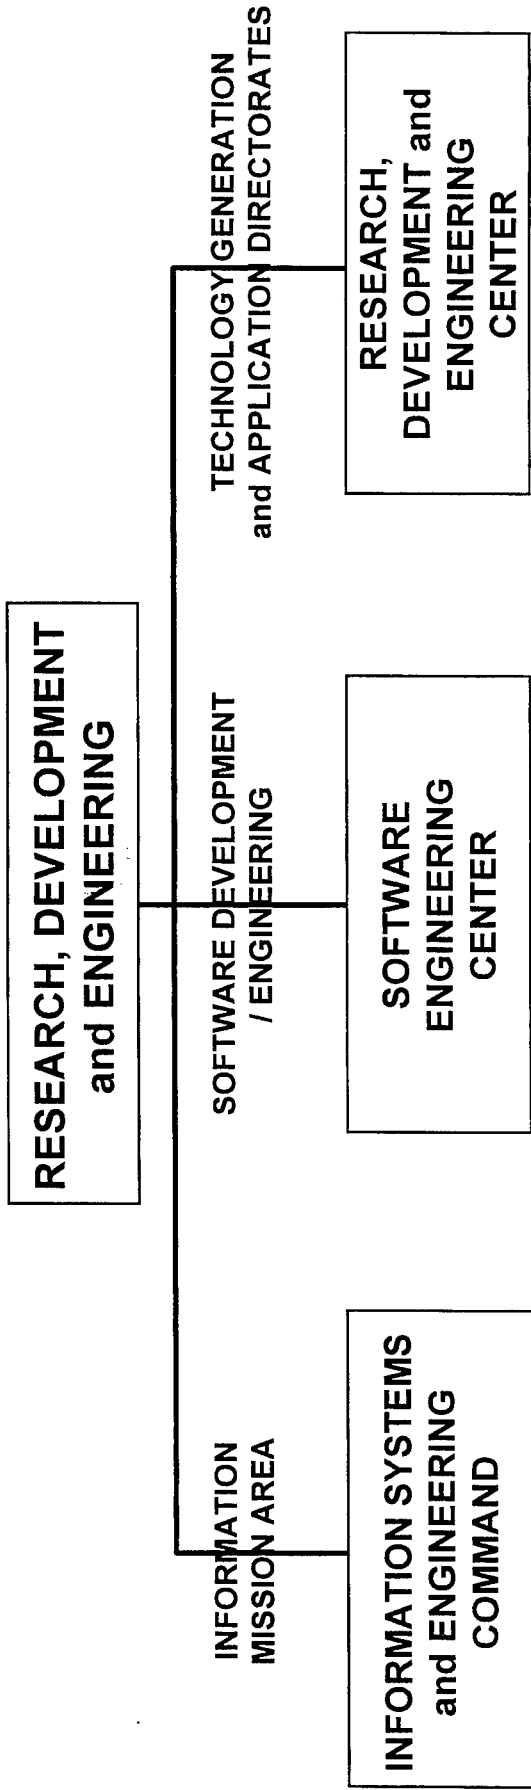 RESEARCH, DEVELOPMENT
and ENGINEERING
INFORMATION
MISSION AREA
SOFTWARE DEVELOPMENT
/ ENGINEERING
TECHNOLOGY GENERATION
and APPLICATION DIRECTORATES
INFORMATION SYSTEMS
and ENGINEERING
COMMAND
SOFTWARE
ENGINEERING
CENTER
RESEARCH,
DEVELOPMENT and
ENGINEERING
CENTER